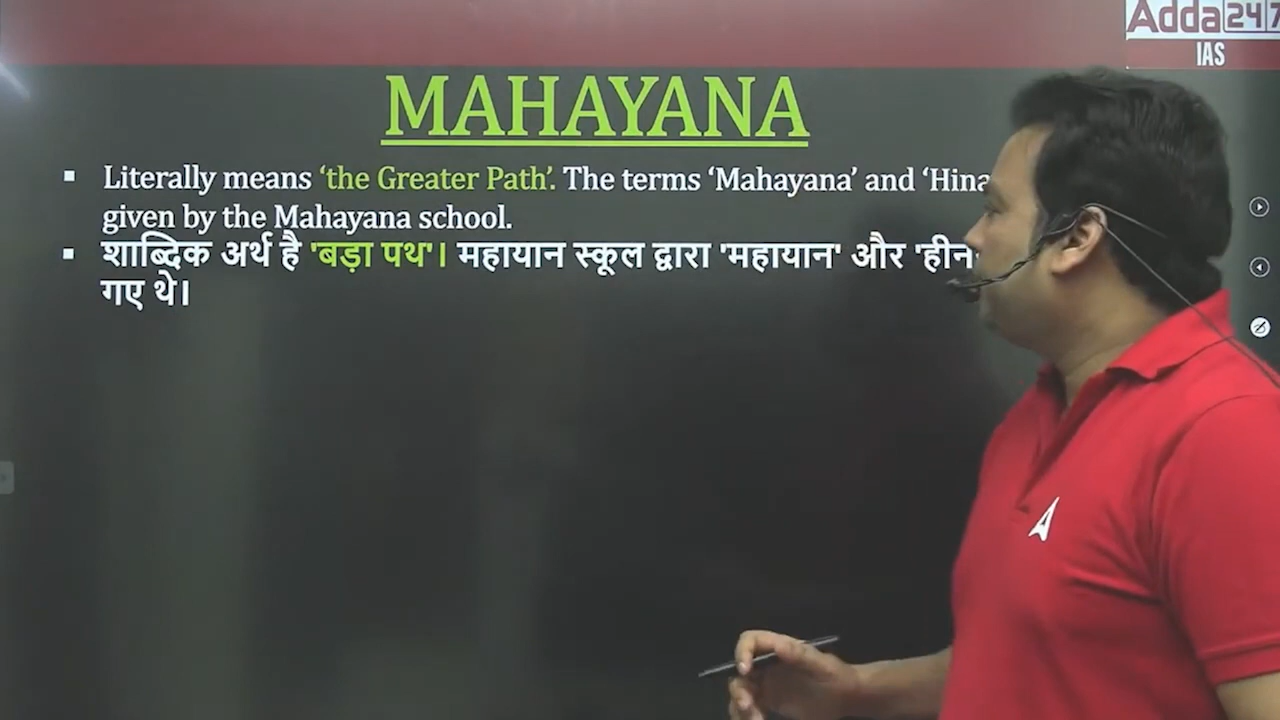 Adda247
IAS
MAHAYANA
▪ Literally means ‘the Greater Path’. The terms ‘Mahayana’ and ‘Hina
given by the Mahayana school.
▪ शाब्दिक अर्थ है 'बड़ा पथ'। महायान स्कूल द्वारा 'महायान' और 'हीन
गए थे।